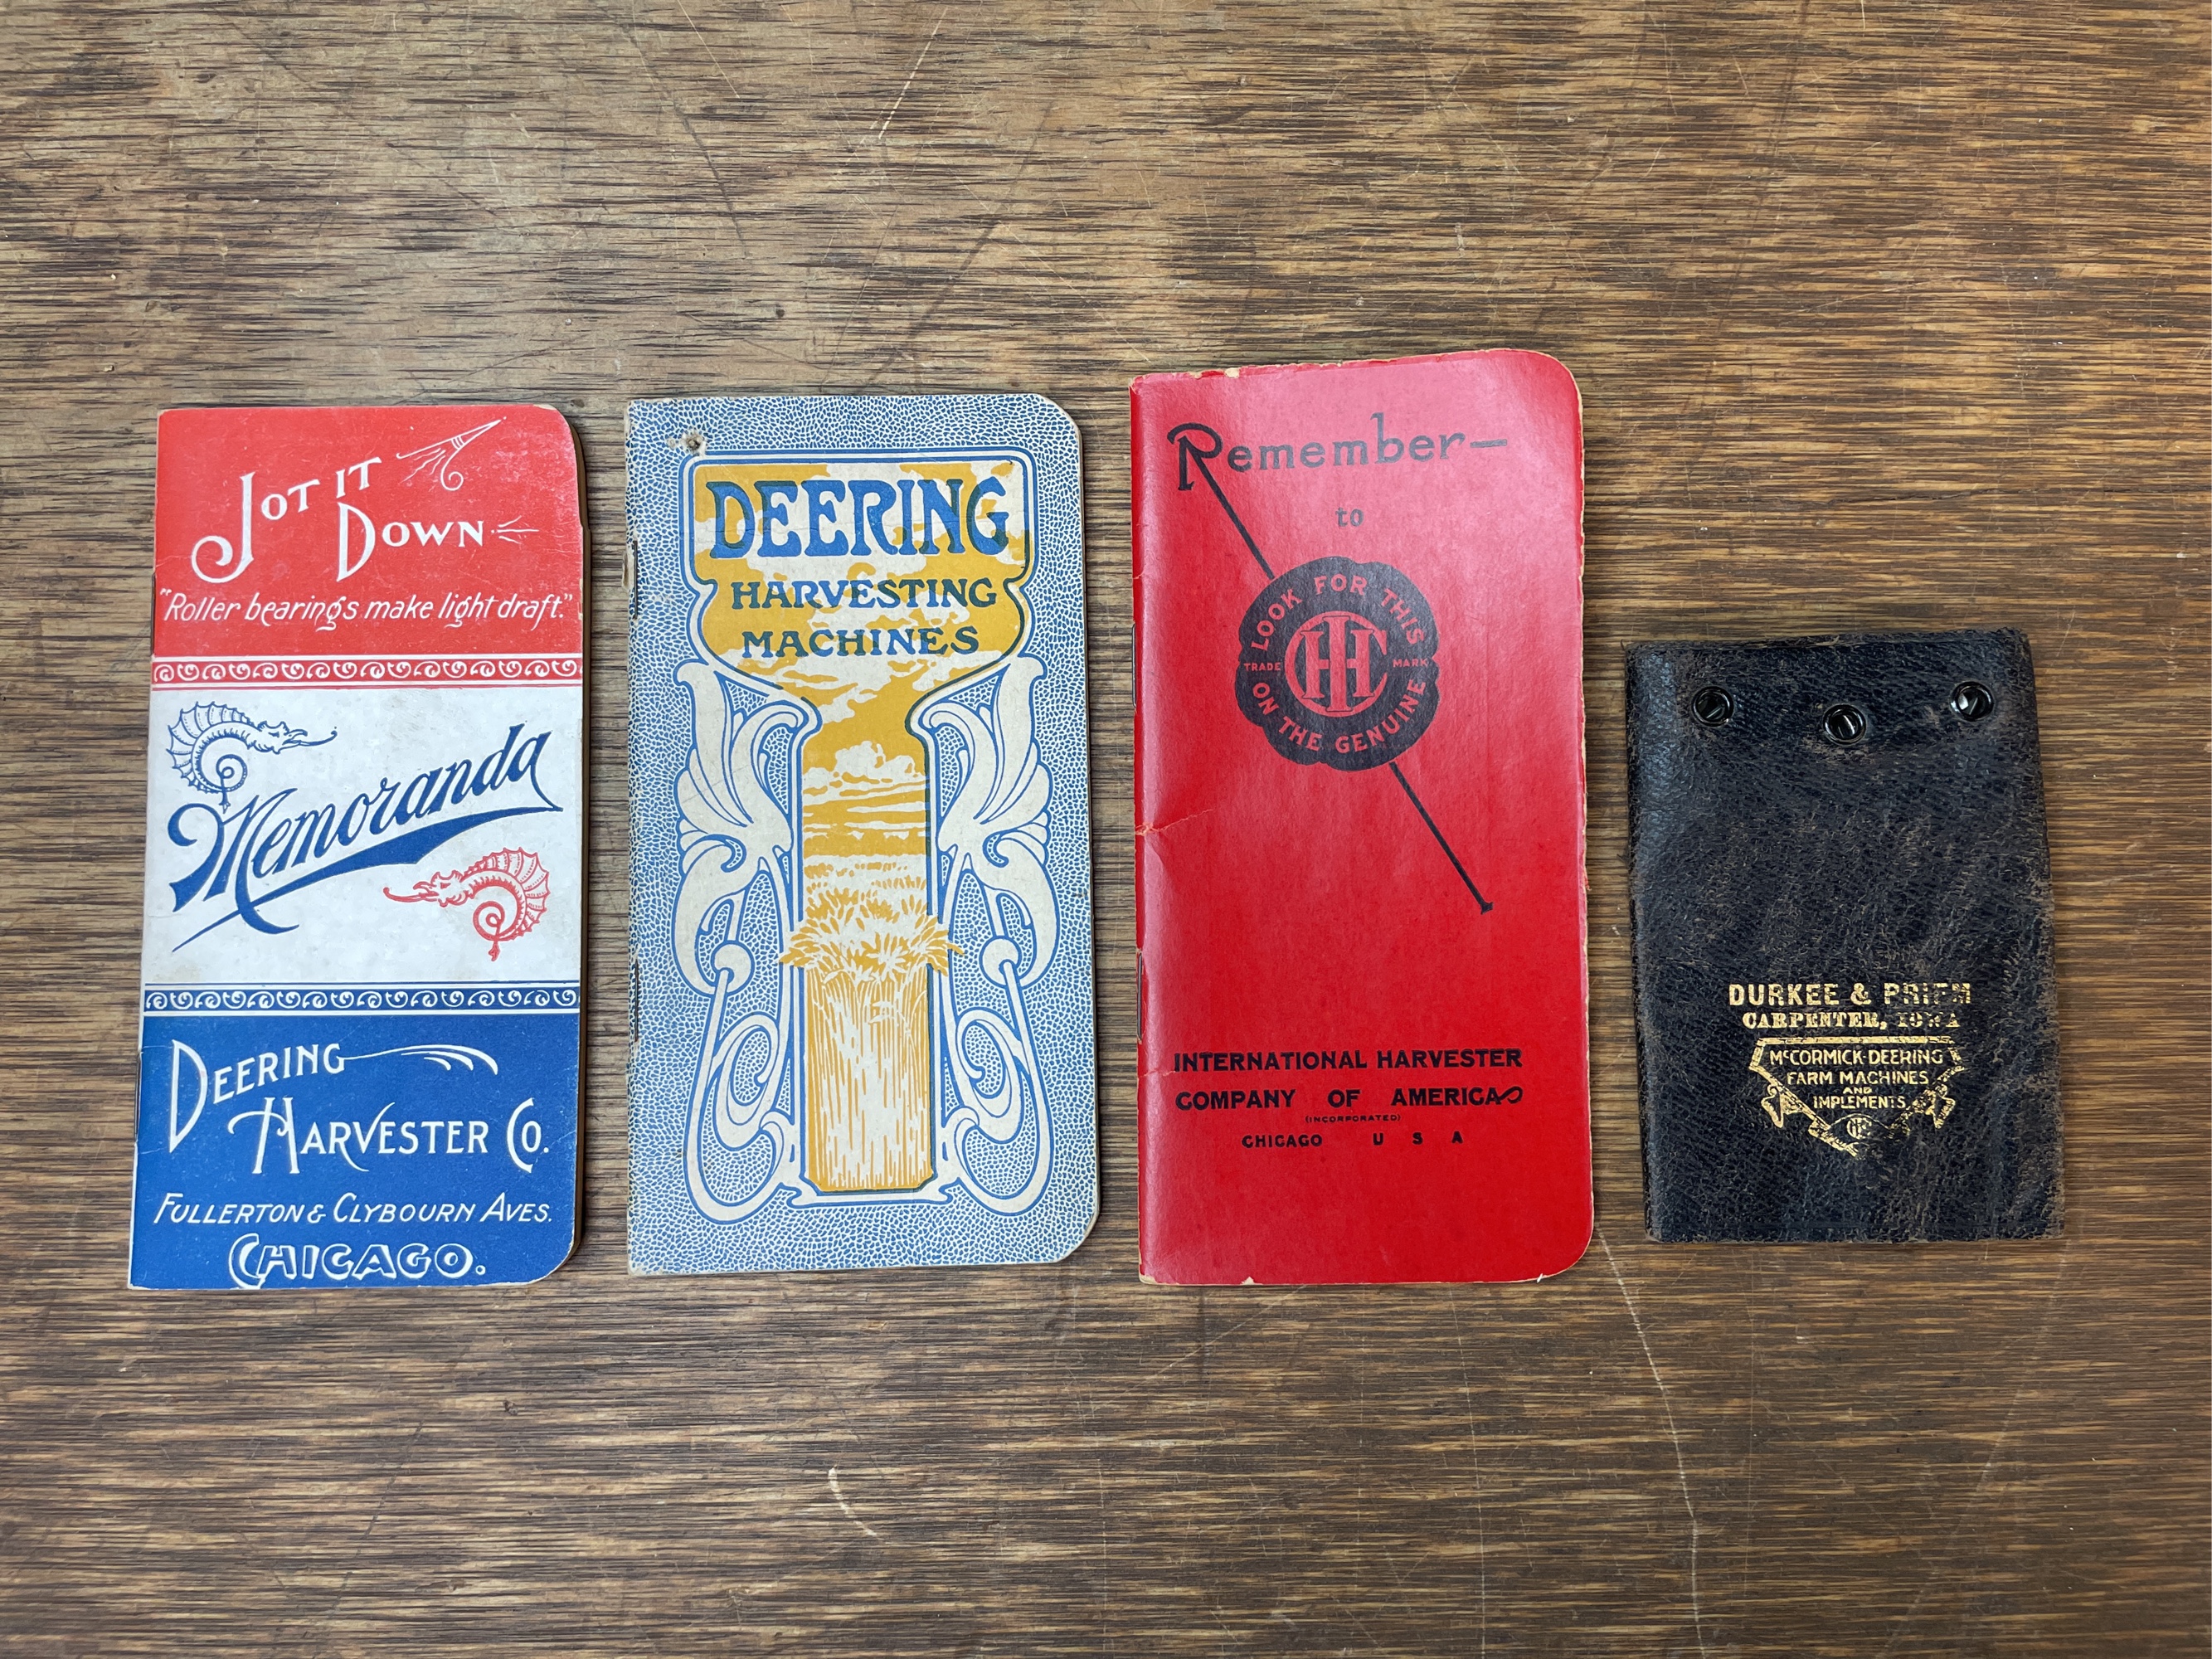 JOT IT
DOWN
"Roller bearings make light draft."
Memoranda
DEERING
HARVESTER CO.
FULLERTON & CLYBOURN AVES.
CHICAGO.
DEERING
HARVESTING
MACHINES
Remember—
to
LOOK FOR THIS
TRADE MARK
IHC
ON THE GENUINE
INTERNATIONAL HARVESTER
COMPANY OF AMERICA
(INCORPORATED)
CHICAGO U S A
DURKEE & PRIEM
CARPENTER, IOWA
McCORMICK-DEERING
FARM MACHINES
AND
IMPLEMENTS
IHC